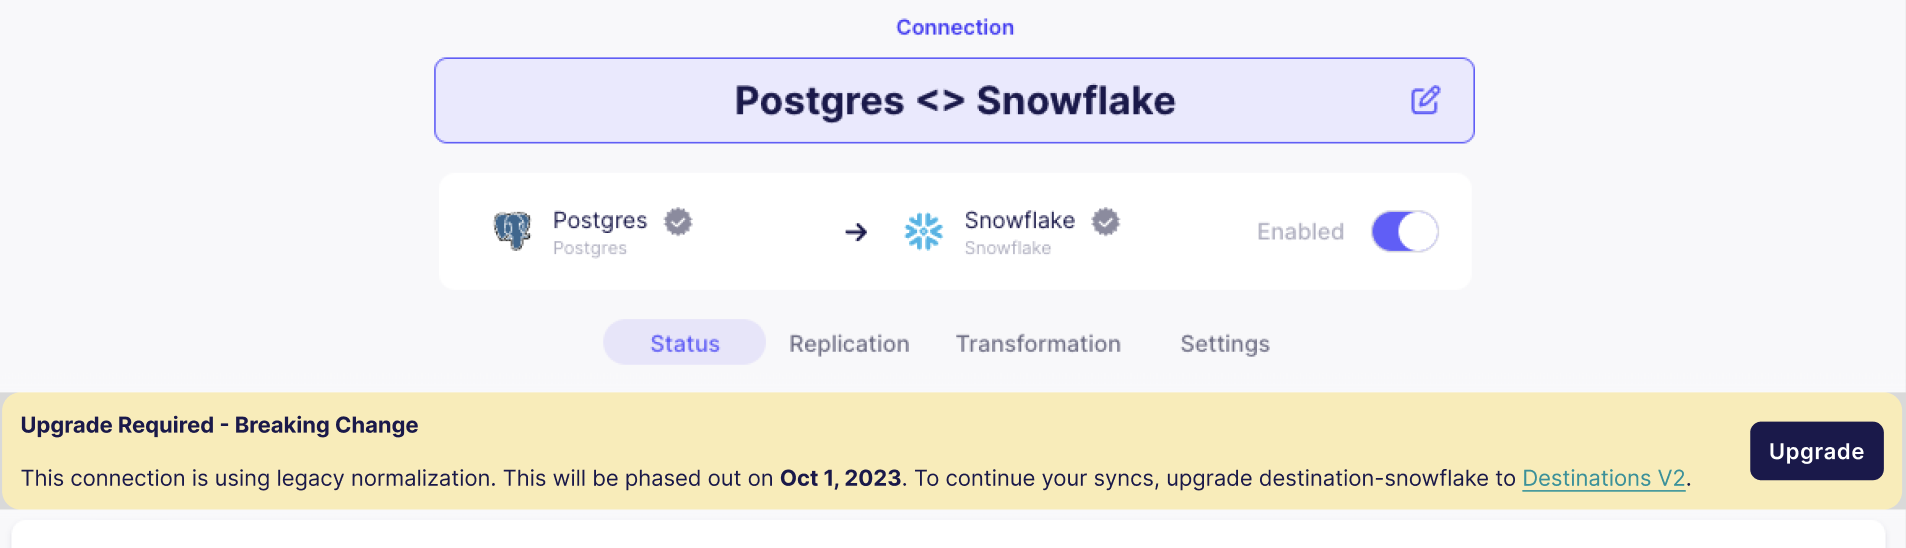 Connection
Postgres <> Snowflake
Postgres
Postgres
Snowflake
Snowflake
Enabled
Status Replication Transformation Settings
Upgrade Required - Breaking Change
This connection is using legacy normalization. This will be phased out on Oct 1, 2023. To continue your syncs, upgrade destination-snowflake to Destinations V2.
Upgrade